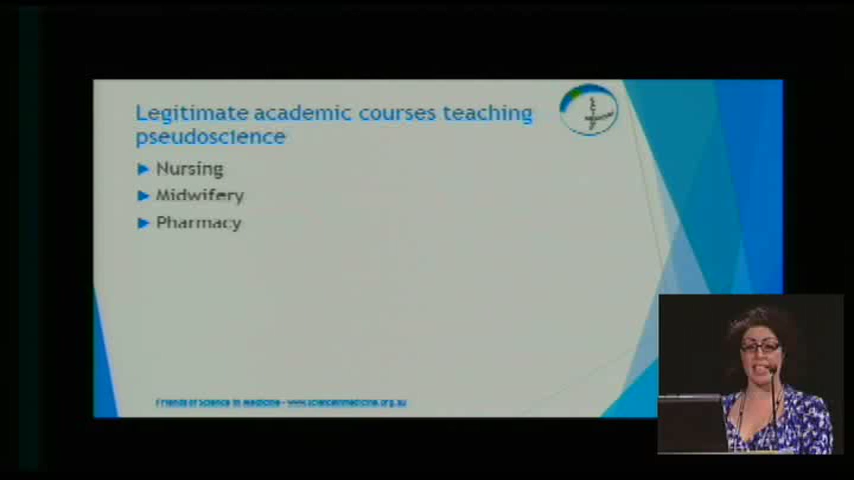 Legitimate academic courses teaching
pseudoscience
Nursing
Midwifery
Pharmacy
Friends of Science in Medicine - www.scienceinmedicine.org.au